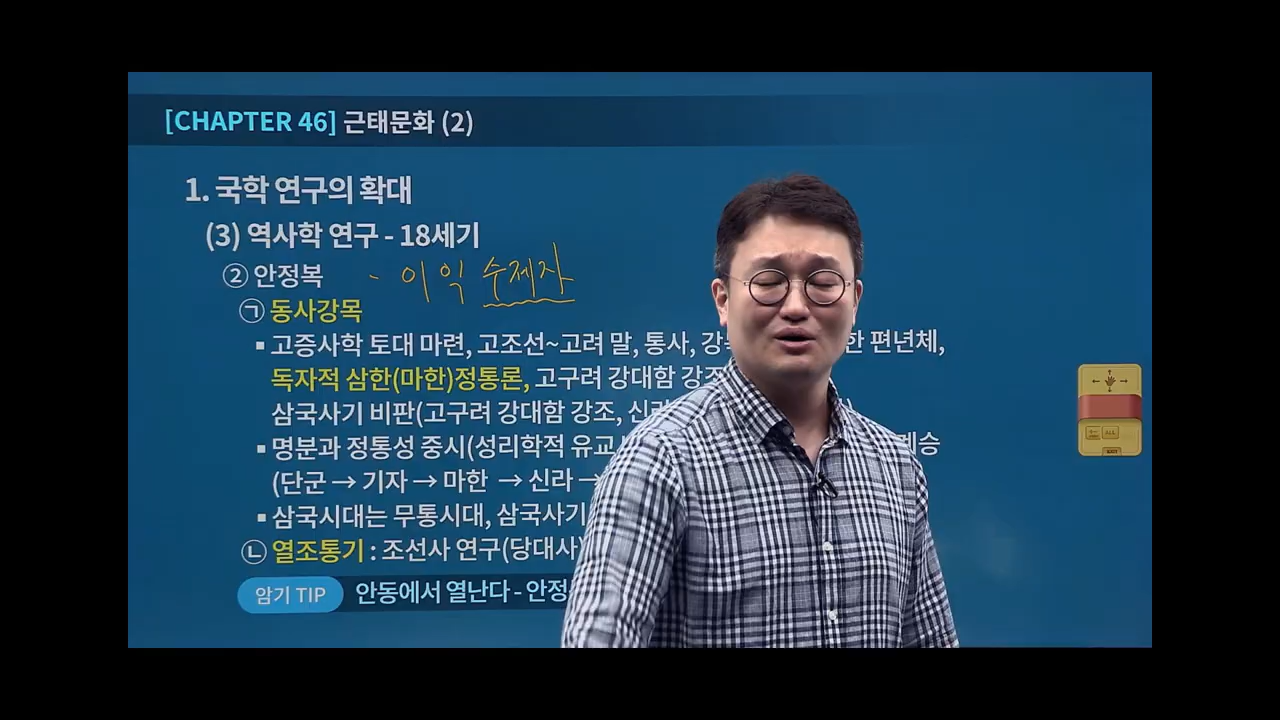 [CHAPTER 46] 근태문화 (2)
1. 국학 연구의 확대
(3) 역사학 연구 - 18세기
② 안정복 - 이익 수제자
㉠ 동사강목
▪ 고증사학 토대 마련, 고조선~고려 말, 통사, 한 편년체,
독자적 삼한(마한)정통론, 고구려 강대함 강조
삼국사기 비판(고구려 강대함 강조,
▪ 명분과 정통성 중시(성리학적 유교
(단군 → 기자 → 마한 → 신라 →
▪ 삼국시대는 무통시대, 삼국사기
㉡ 열조통기 : 조선사 연구(당대사)
암기 TIP 안동에서 열난다 -
ALL
EXIT